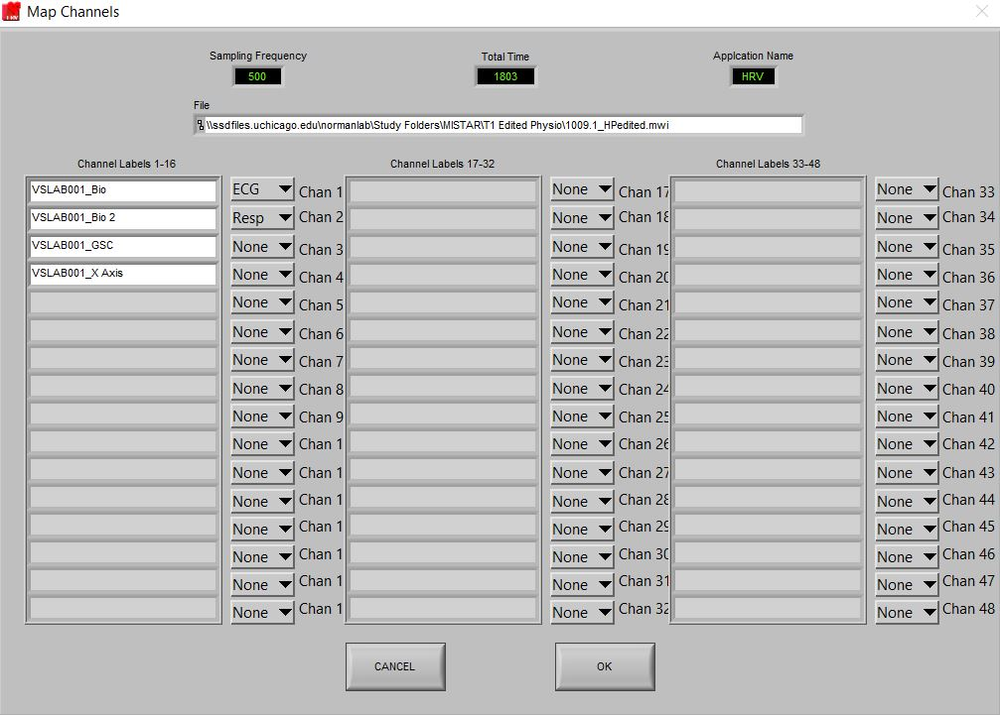 Map Channels
Sampling Frequency Total Time Application Name
500 1803 HRV
File
\\ssdfiles.uchicago.edu\normanlab\Study Folders\MISTAR\T1 Edited Physio\1009.1_HPedited.mwi
Channel Labels 1-16 Channel Labels 17-32 Channel Labels 33-48
VSLAB001_Bio ECG Chan 1 None Chan 17 None Chan 33
VSLAB001_Bio 2 Resp Chan 2 None Chan 18 None Chan 34
VSLAB001_GSC None Chan 3 None Chan 19 None Chan 35
VSLAB001_X Axis None Chan 4 None Chan 20 None Chan 36
None Chan 5 None Chan 21 None Chan 37
None Chan 6 None Chan 22 None Chan 38
None Chan 7 None Chan 23 None Chan 39
None Chan 8 None Chan 24 None Chan 40
None Chan 9 None Chan 25 None Chan 41
None Chan 1 None Chan 26 None Chan 42
None Chan 1 None Chan 27 None Chan 43
None Chan 1 None Chan 28 None Chan 44
None Chan 1 None Chan 29 None Chan 45
None Chan 1 None Chan 30 None Chan 46
None Chan 1 None Chan 31 None Chan 47
None Chan 1 None Chan 32 None Chan 48
CANCEL OK